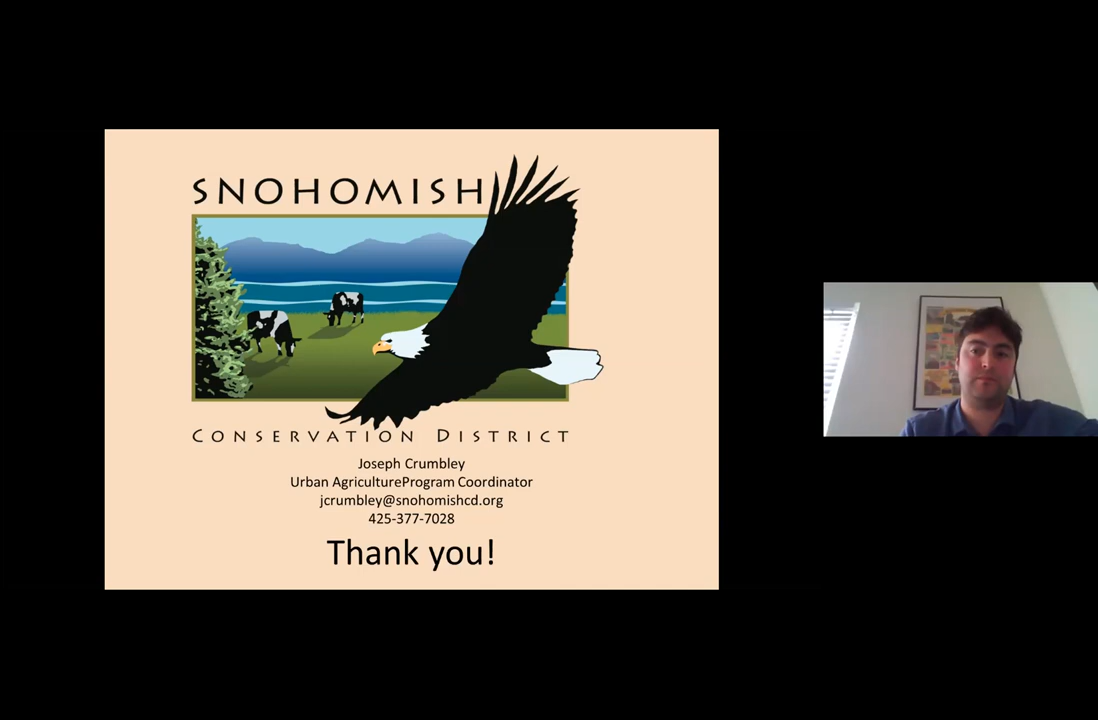 SNOHOMISH
CONSERVATION DISTRICT
Joseph Crumbley
Urban AgricultureProgram Coordinator
jcrumbley@snohomishcd.org
425-377-7028
Thank you!